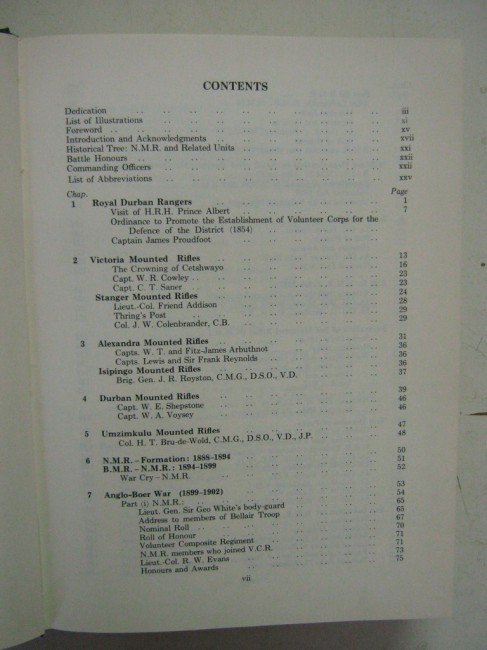 CONTENTS
Dedication iii
List of Illustrations xi
Foreword xv
Introduction and Acknowledgments xvii
Historical Tree: N.M.R. and Related Units xxi
Battle Honours xxii
Commanding Officers xxii
List of Abbreviations xxv
Chap. Page
1 Royal Durban Rangers 1
Visit of H.R.H. Prince Albert 7
Ordinance to Promote the Establishment of Volunteer Corps for the
Defence of the District (1854)
Captain James Proudfoot
2 Victoria Mounted Rifles 13
The Crowning of Cetshwayo 16
Capt. W. R. Cowley 23
Capt. C. T. Saner 23
Stanger Mounted Rifles 24
Lieut.-Col. Friend Addison 28
Thring's Post 29
Col. J. W. Colenbrander, C.B. 29
3 Alexandra Mounted Rifles 31
Capts. W. T. and Fitz-James Arbuthnot 36
Capts. Lewis and Sir Frank Reynolds 36
Isipingo Mounted Rifles 36
Brig. Gen. J. R. Royston, C.M.G., D.S.O., V.D. 37
4 Durban Mounted Rifles 39
Capt. W. E. Shepstone 46
Capt. W. A. Voysey 46
5 Umzimkulu Mounted Rifles 47
Col. H. T. Bru-de-Wold, C.M.G., D.S.O., V.D., J.P. 48
6 N.M.R. – Formation: 1888-1894 50
B.M.R. – N.M.R.: 1894-1899 51
War Cry – N.M.R. 52
7 Anglo-Boer War (1899-1902) 53
Part (i) N.M.R.: 54
Lieut. Gen. Sir Geo White's body-guard 65
Address to members of Bellair Troop 65
Nominal Roll 67
Roll of Honour 70
Volunteer Composite Regiment 71
N.M.R. members who joined V.C.R. 71
Lieut.-Col. R. W. Evans 73
Honours and Awards 75
vii